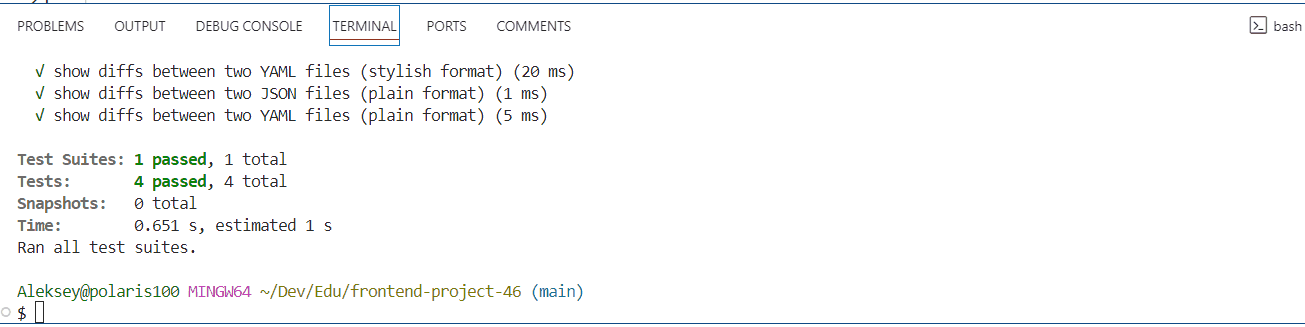 PROBLEMS OUTPUT DEBUG CONSOLE TERMINAL PORTS COMMENTS bash
√ show diffs between two YAML files (stylish format) (20 ms)
√ show diffs between two JSON files (plain format) (1 ms)
√ show diffs between two YAML files (plain format) (5 ms)
Test Suites: 1 passed, 1 total
Tests: 4 passed, 4 total
Snapshots: 0 total
Time: 0.651 s, estimated 1 s
Ran all test suites.
Aleksey@polaris100 MINGW64 ~/Dev/Edu/frontend-project-46 (main)
$